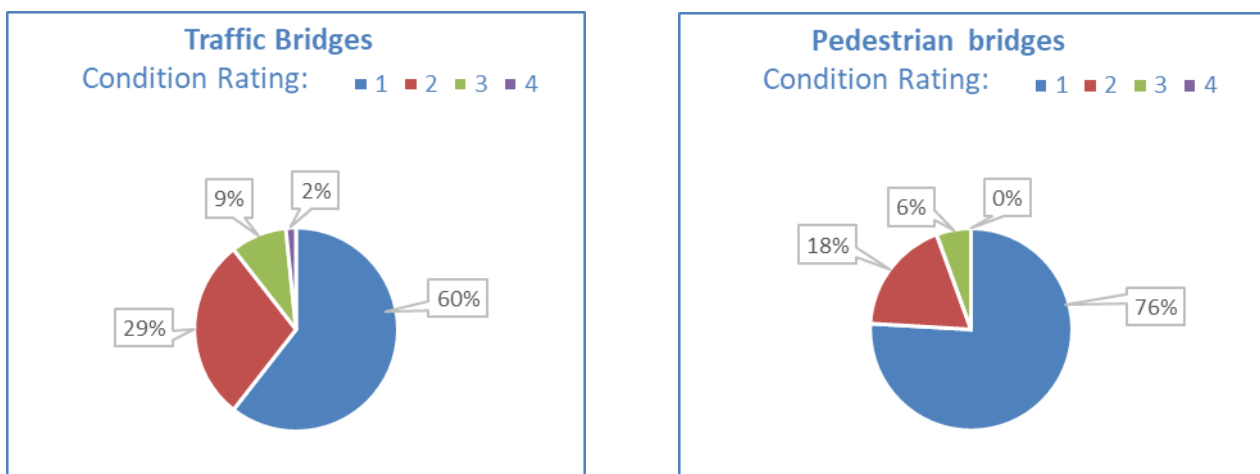 Traffic Bridges
Condition Rating: 1 2 3 4
9%
2%
60%
29%
Pedestrian bridges
Condition Rating: 1 2 3 4
6%
0%
18%
76%